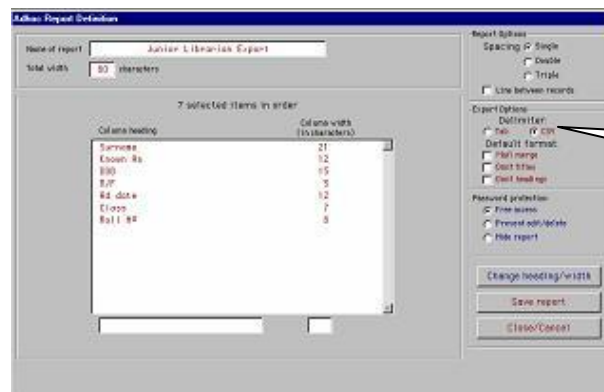 Adhoc Report Definition
Name of report Junior Librarian Export
Total width 80 characters
7 selected items in order
Column heading Column width (in characters)
Surname 21
Known As 12
DOB 15
M/F 5
Ad date 12
Class 7
Roll Nº 8
Report Options
Spacing Single
Double
Triple
Line between records
Export Options
Delimiter
Tab CSV
Default format
Mail merge
Omit titles
Omit headings
Password protection
Free access
Prevent edit/delete
Hide report
Change heading/width
Save report
Close/Cancel